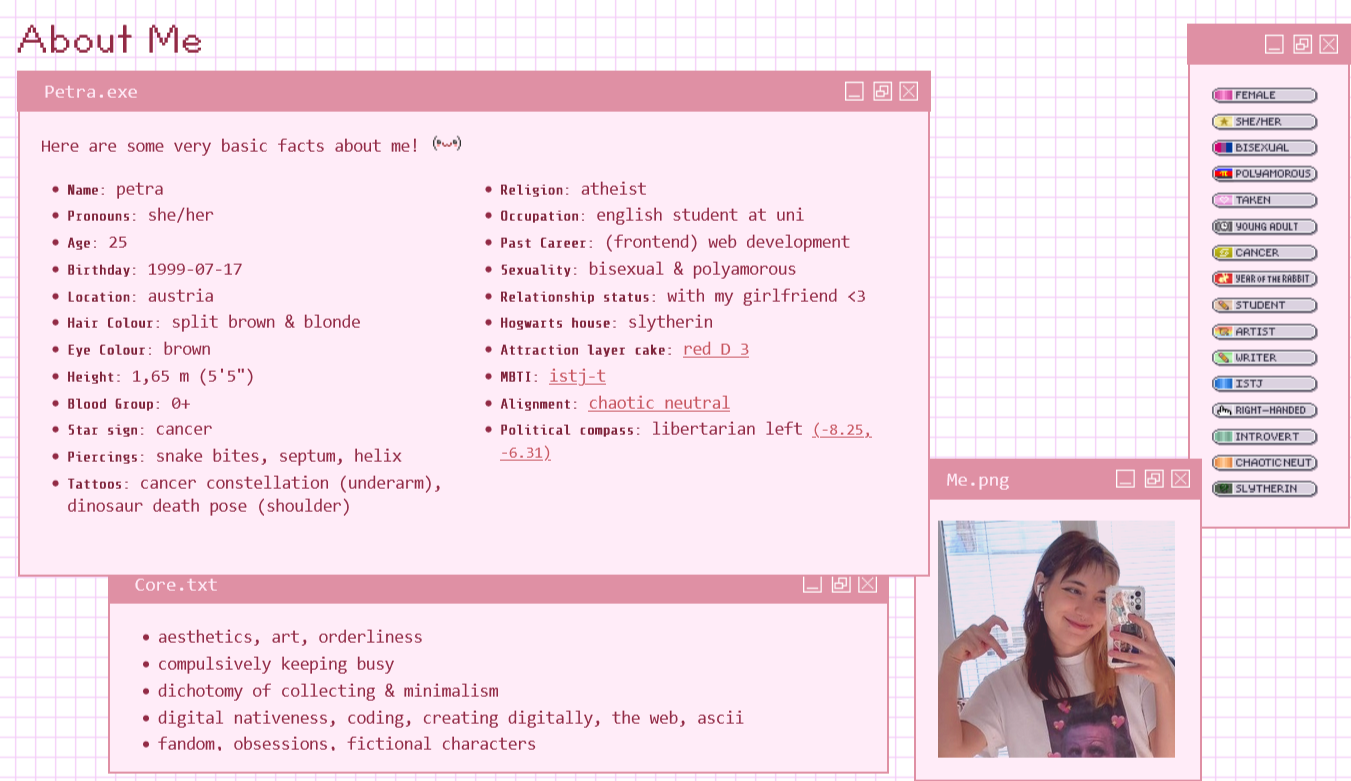 About Me
Petra.exe
Here are some very basic facts about me!
• Name: petra
• Pronouns: she/her
• Age: 25
• Birthday: 1999-07-17
• Location: austria
• Hair Colour: split brown & blonde
• Eye Colour: brown
• Height: 1,65 m (5'5")
• Blood Group: 0+
• Star sign: cancer
• Piercings: snake bites, septum, helix
• Tattoos: cancer constellation (underarm),
dinosaur death pose (shoulder)
• Religion: atheist
• Occupation: english student at uni
• Past Career: (frontend) web development
• Sexuality: bisexual & polyamorous
• Relationship status: with my girlfriend <3
• Hogwarts house: slytherin
• Attraction layer cake: red D 3
• MBTI: istj-t
• Alignment: chaotic neutral
• Political compass: libertarian left (-8.25,
-6.31)
FEMALE
SHE/HER
BISEXUAL
POLYAMOROUS
TAKEN
YOUNG ADULT
CANCER
YEAR OF THE RABBIT
STUDENT
ARTIST
WRITER
ISTJ
RIGHT-HANDED
INTROVERT
CHAOTIC NEUT
SLYTHERIN
Core.txt
• aesthetics, art, orderliness
• compulsively keeping busy
• dichotomy of collecting & minimalism
• digital nativeness, coding, creating digitally, the web, ascii
• fandom, obsessions, fictional characters
Me.png